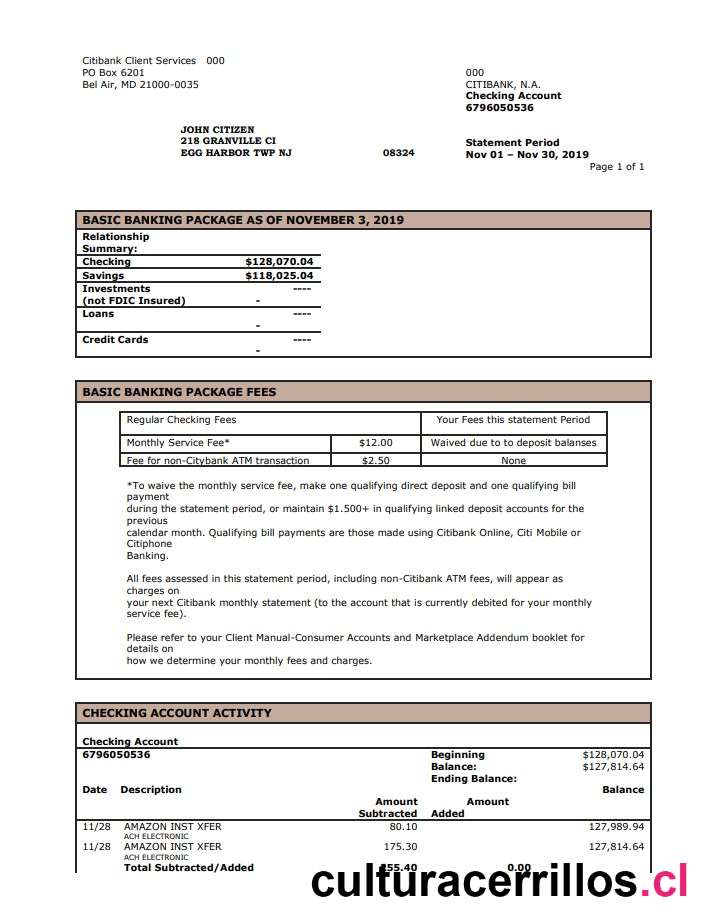 Citibank Client Services 000
PO Box 6201
Bel Air, MD 21000-0035
000
CITIBANK, N.A.
Checking Account
6796050536
JOHN CITIZEN
218 GRANVILLE CI
EGG HARBOR TWP NJ 08324
Statement Period
Nov 01 – Nov 30, 2019
Page 1 of 1
BASIC BANKING PACKAGE AS OF NOVEMBER 3, 2019
Relationship
Summary:
Checking $128,070.04
Savings $118,025.04
Investments ----
(not FDIC Insured) -
Loans ----
-
Credit Cards ----
-
BASIC BANKING PACKAGE FEES
Regular Checking Fees Your Fees this statement Period
Monthly Service Fee* $12.00 Waived due to to deposit balanses
Fee for non-Citybank ATM transaction $2.50 None
*To waive the monthly service fee, make one qualifying direct deposit and one qualifying bill
payment
during the statement period, or maintain $1.500+ in qualifying linked deposit accounts for the
previous
calendar month. Qualifying bill payments are those made using Citibank Online, Citi Mobile or
Citiphone
Banking.
All fees assessed in this statement period, including non-Citibank ATM fees, will appear as
charges on
your next Citibank monthly statement (to the account that is currently debited for your monthly
service fee).
Please refer to your Client Manual-Consumer Accounts and Marketplace Addendum booklet for
details on
how we determine your monthly fees and charges.
CHECKING ACCOUNT ACTIVITY
Checking Account
6796050536 Beginning $128,070.04
Balance: $127,814.64
Ending Balance:
Date Description Balance
Amount Amount
Subtracted Added
11/28 AMAZON INST XFER 80.10 127,989.94
ACH ELECTRONIC
11/28 AMAZON INST XFER 175.30 127,814.64
ACH ELECTRONIC
Total Subtracted/Added 255.40 0.00
culturacerrillos.cl